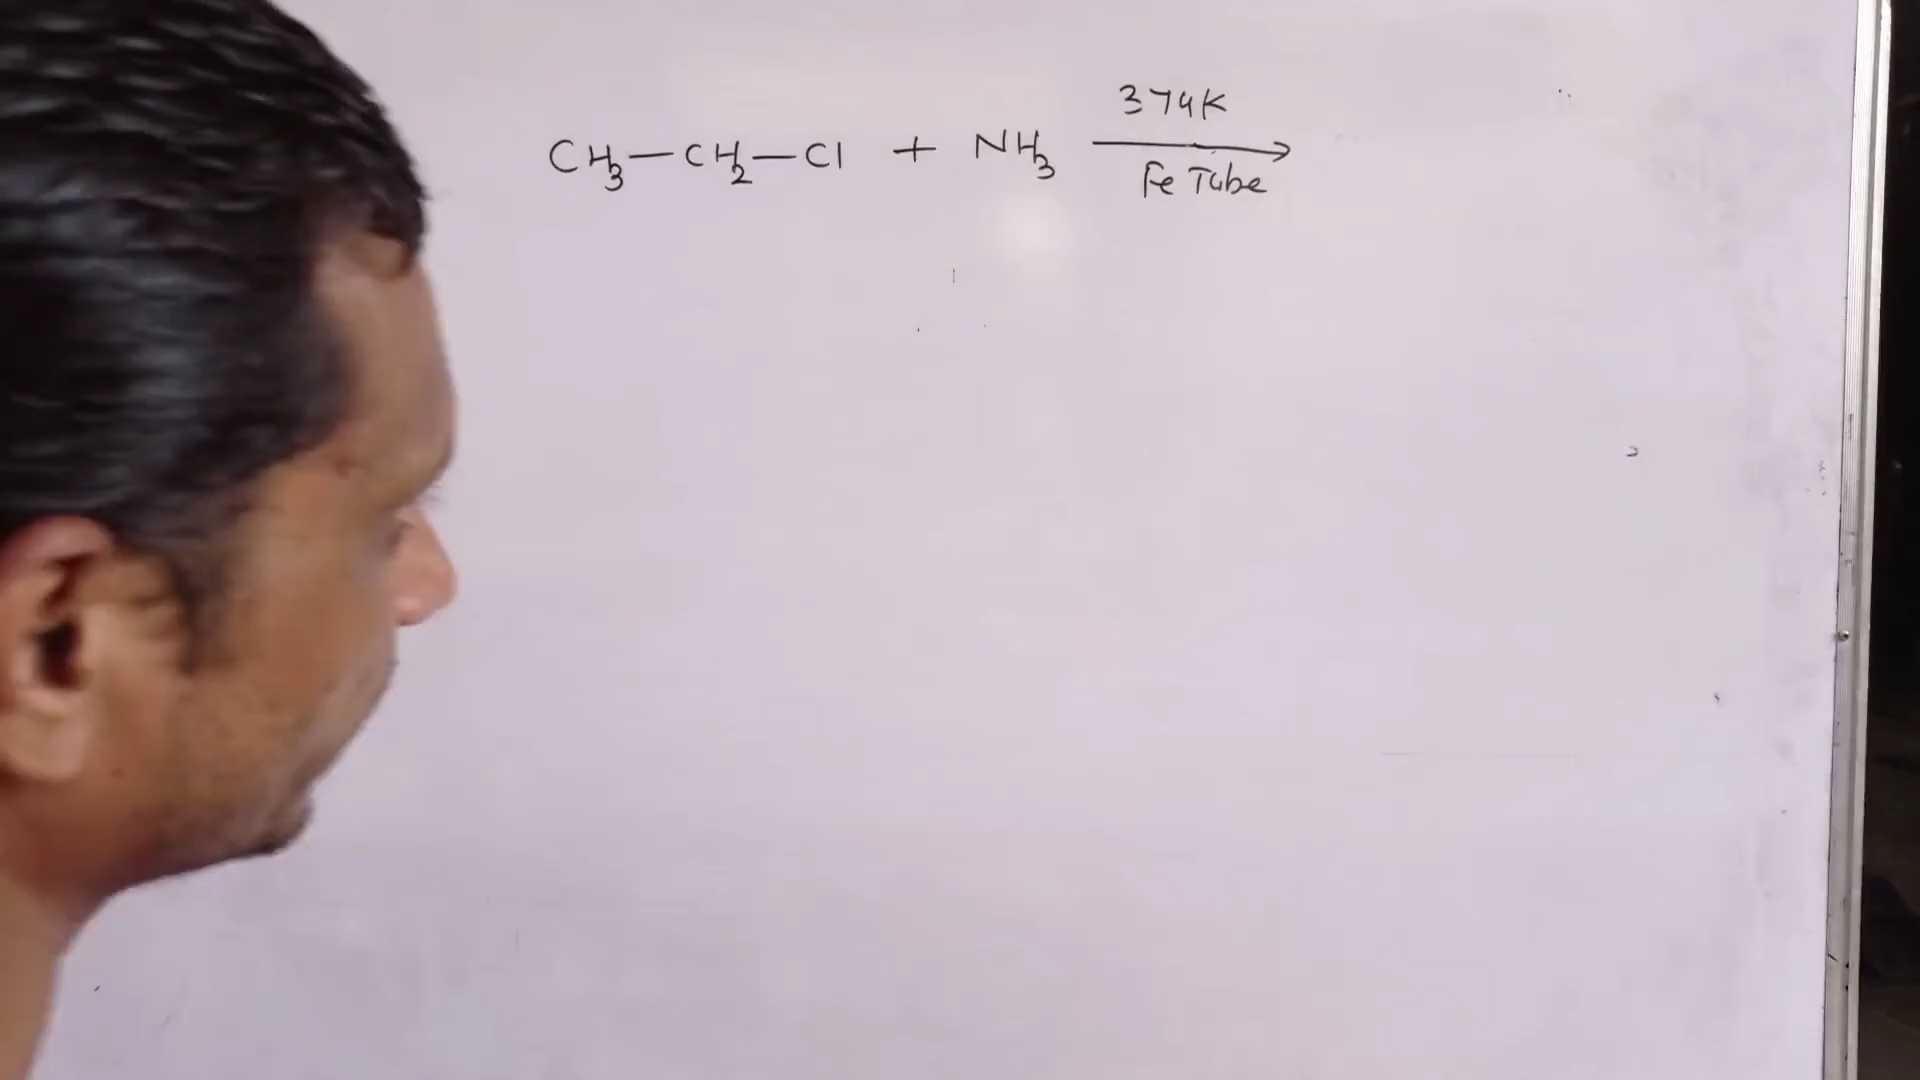 374K
CH3—CH2—Cl + NH3 ⟶
Fe Tube